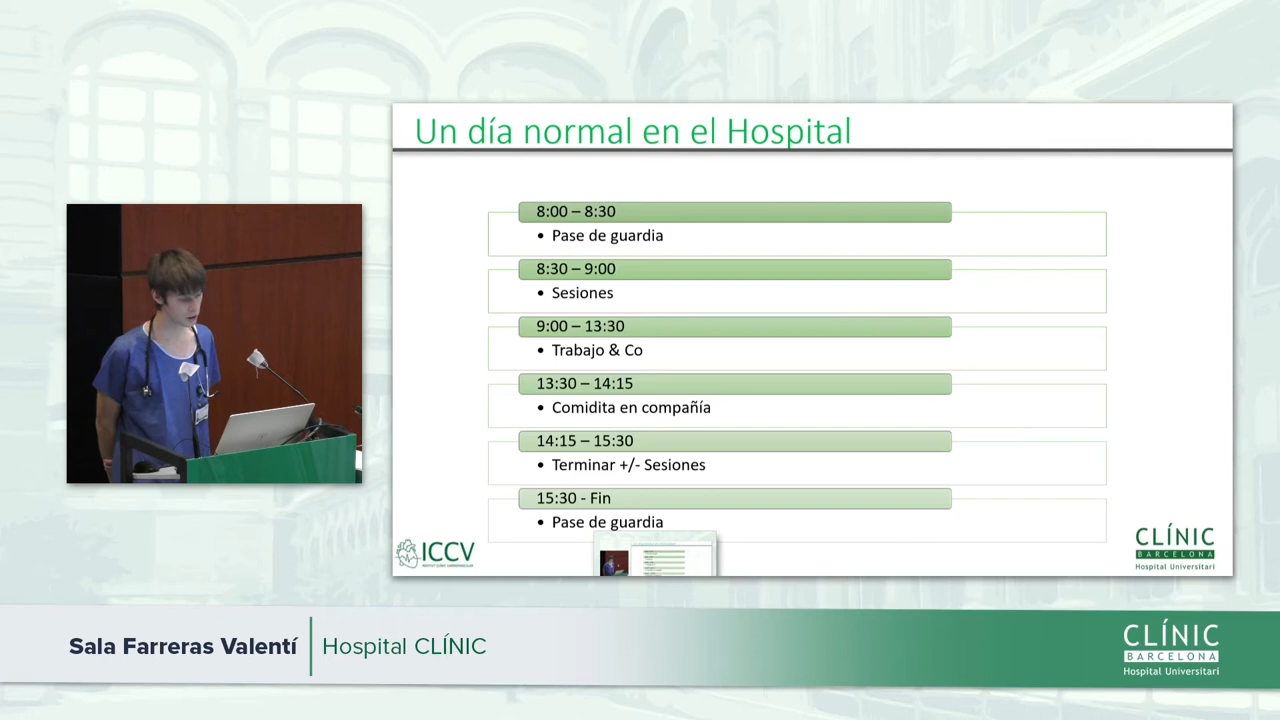 Un día normal en el Hospital
8:00 – 8:30
• Pase de guardia
8:30 – 9:00
• Sesiones
9:00 – 13:30
• Trabajo & Co
13:30 – 14:15
• Comidita en compañía
14:15 – 15:30
• Terminar +/- Sesiones
15:30 - Fin
• Pase de guardia
ICCV
INSTITUT CLÍNIC CARDIOVASCULAR
CLÍNIC
BARCELONA
Hospital Universitari
Sala Farreras Valentí
Hospital CLÍNIC
CLÍNIC
BARCELONA
Hospital Universitari